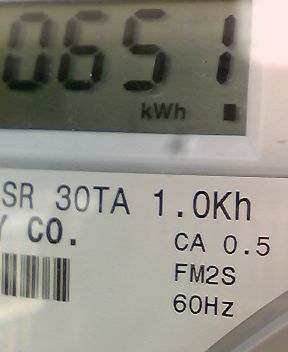 0651
kWh
SR 30TA 1.0Kh
Y CO.
CA 0.5
FM2S
60Hz